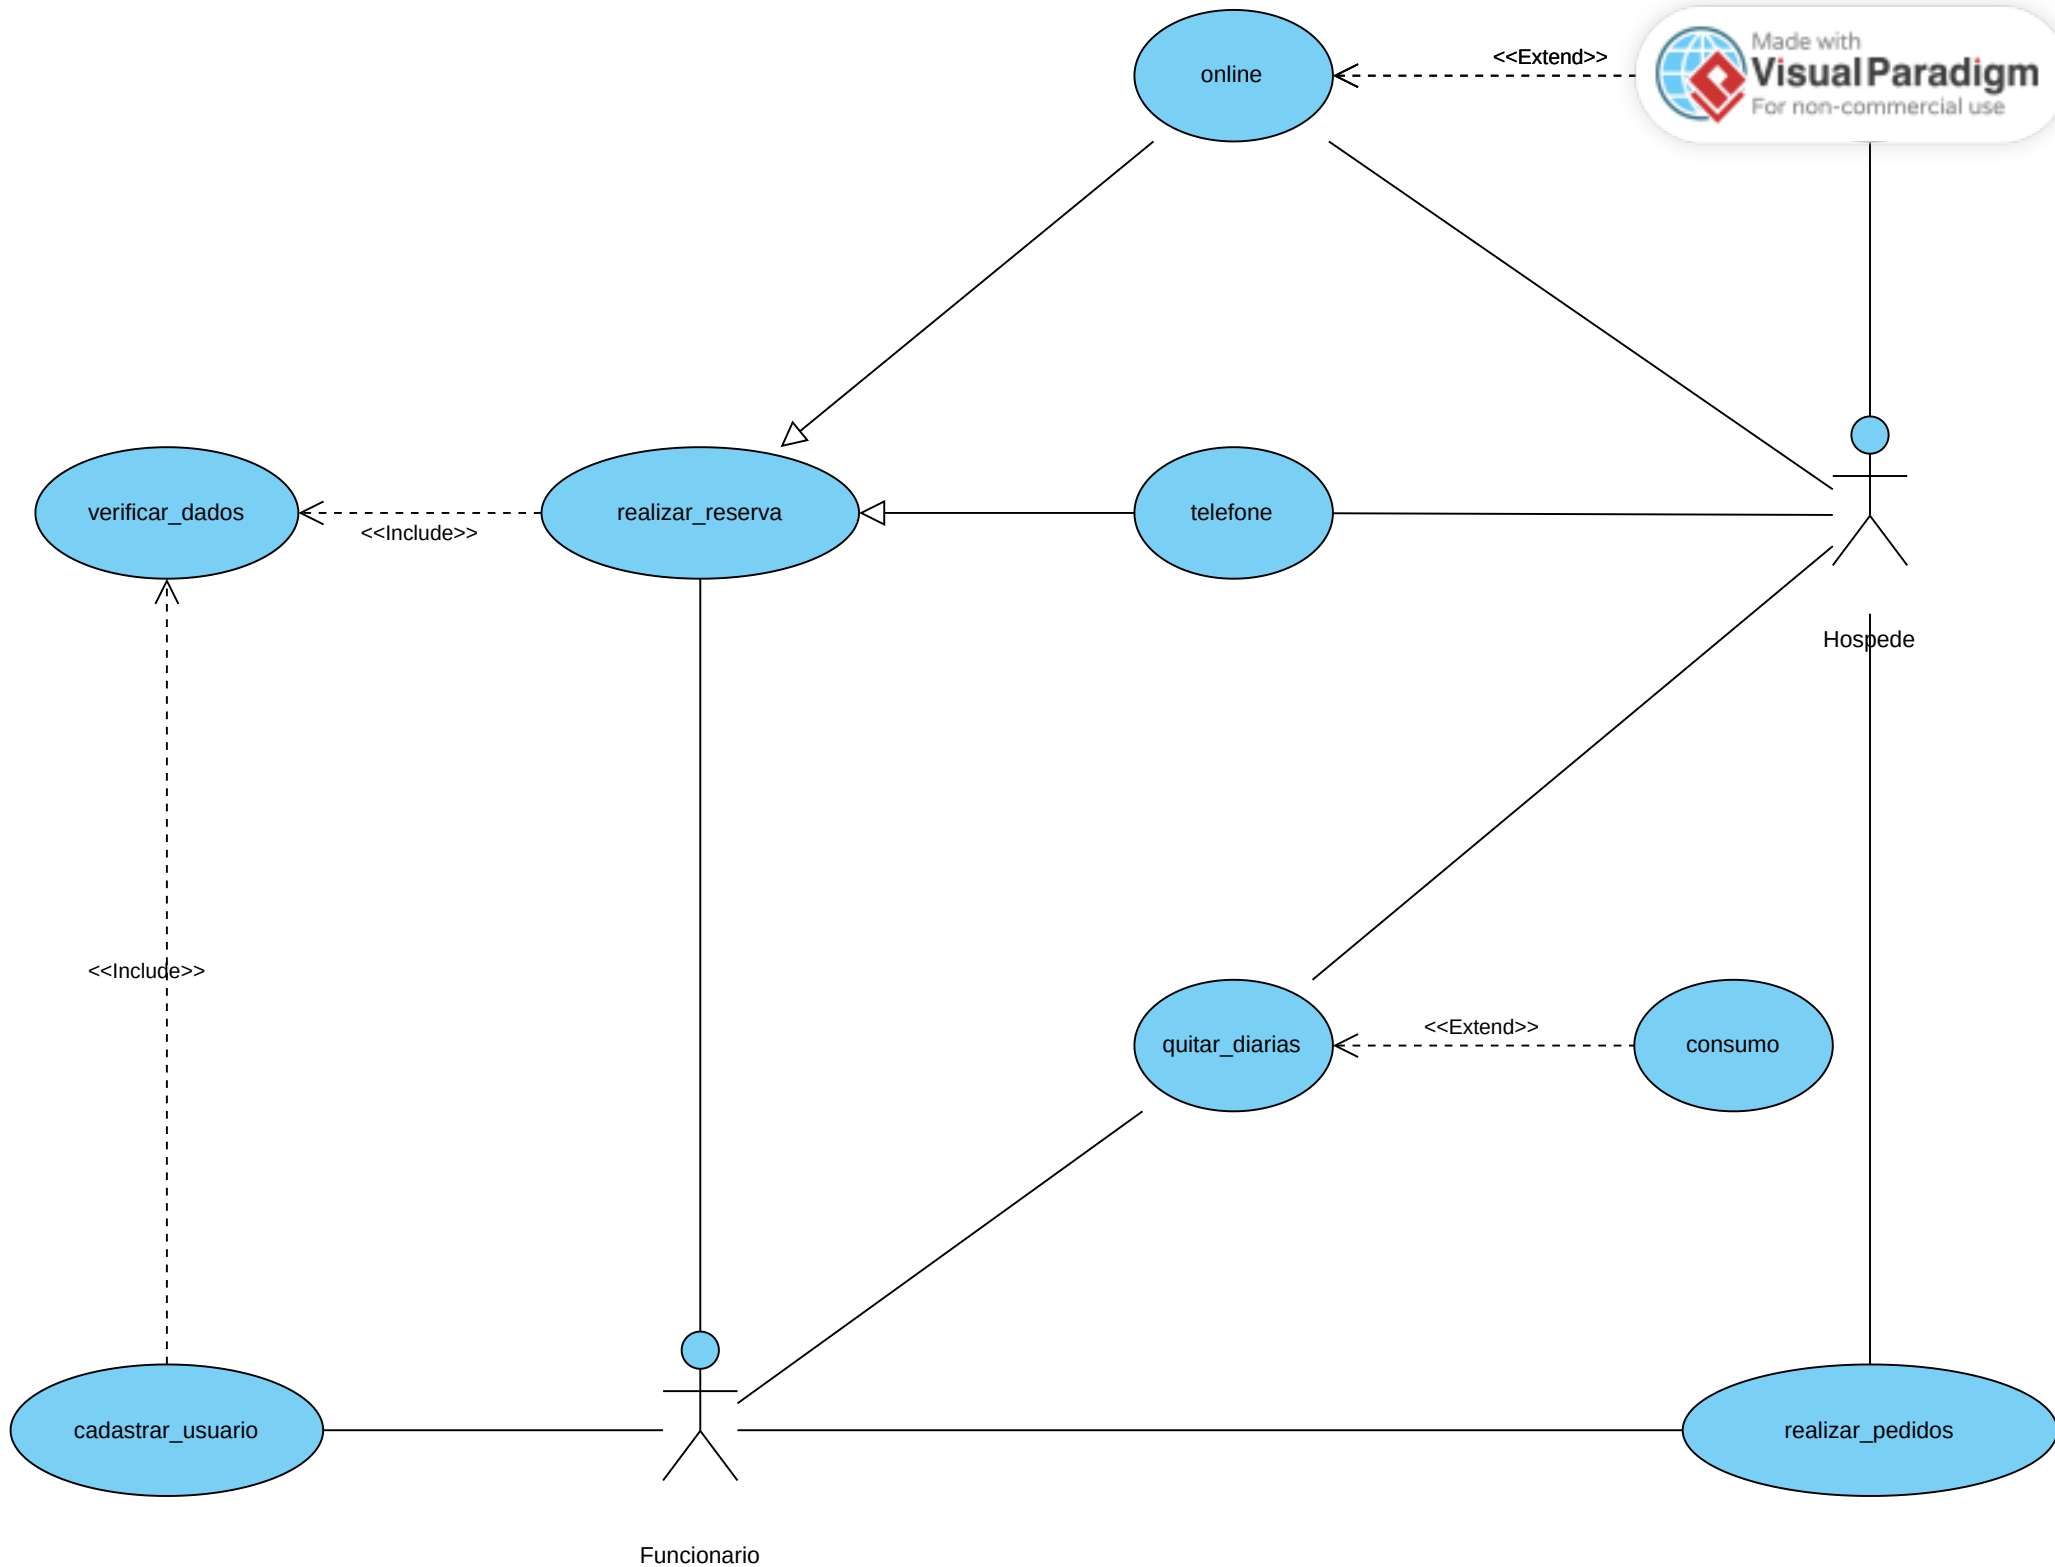 online
<<Extend>>
Made with
Visual Paradigm
For non-commercial use
verificar_dados
<<Include>>
realizar_reserva
telefone
Hospede
<<Include>>
quitar_diarias
<<Extend>>
consumo
cadastrar_usuario
realizar_pedidos
Funcionario